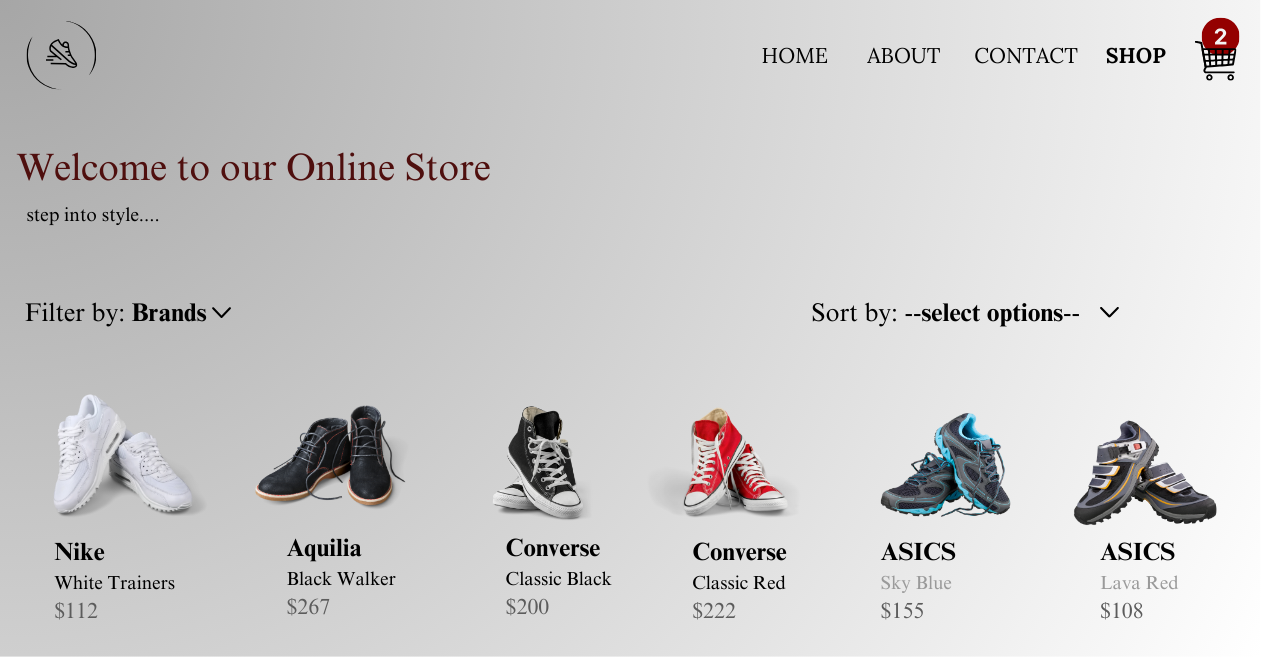 HOME ABOUT CONTACT SHOP 2
Welcome to our Online Store
step into style....
Filter by: Brands
Sort by: --select options--
Nike
White Trainers
$112
Aquilia
Black Walker
$267
Converse
Classic Black
$200
Converse
Classic Red
$222
ASICS
Sky Blue
$155
ASICS
Lava Red
$108